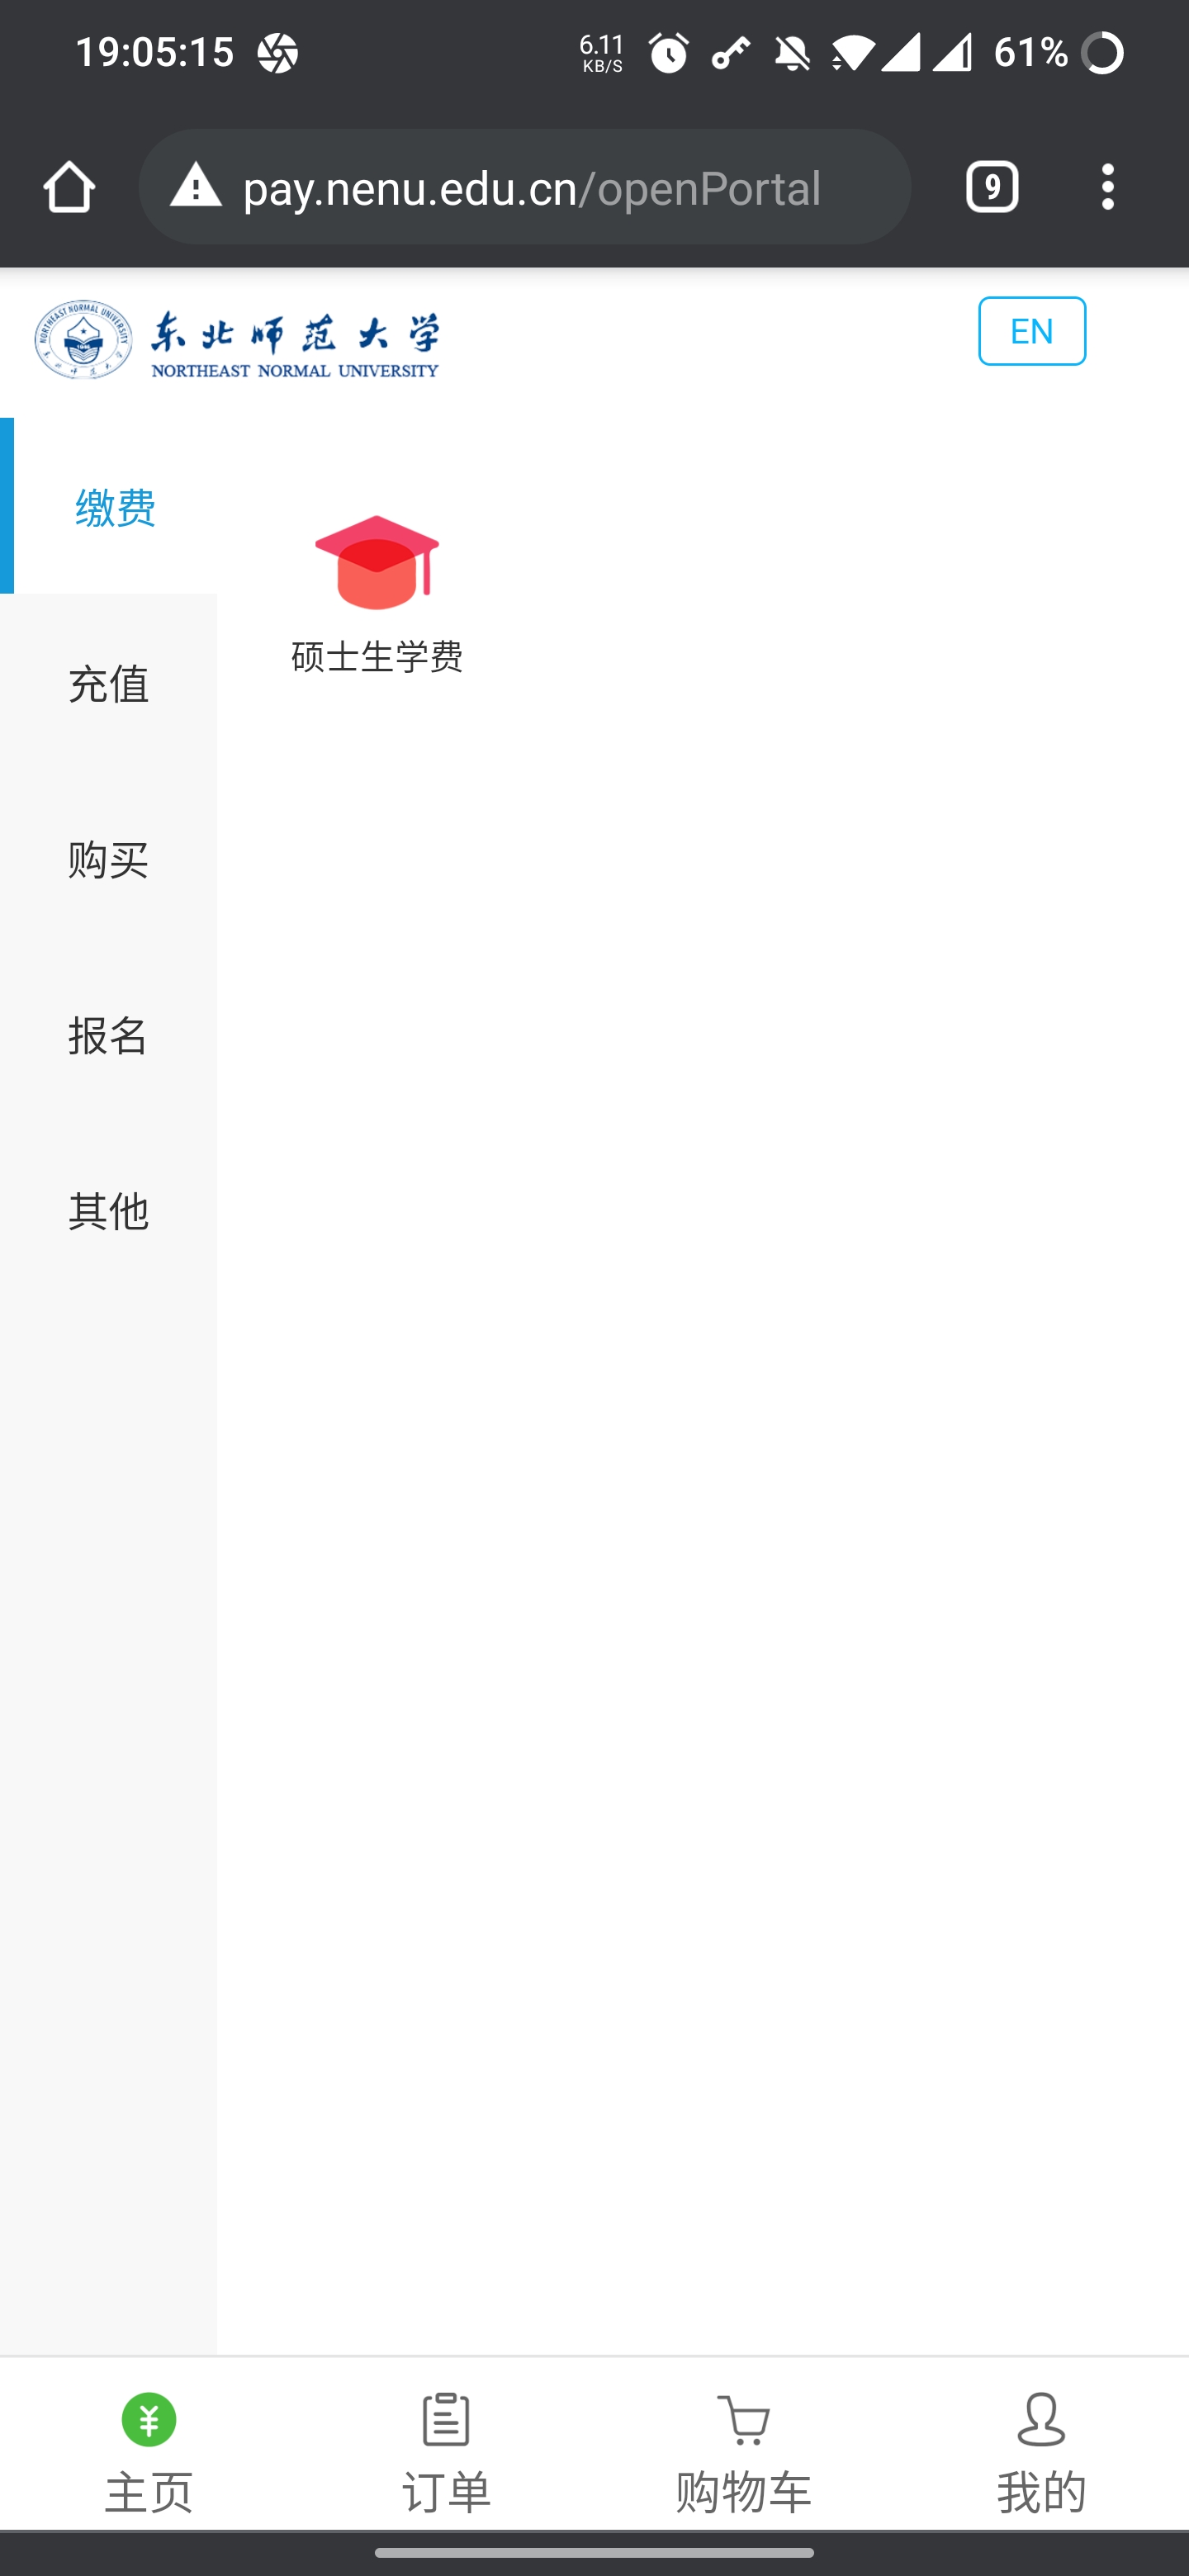 19:05:15 6.11 KB/S 61%
pay.nenu.edu.cn/openPortal 9
东北师范大学 EN
NORTHEAST NORMAL UNIVERSITY
缴费
硕士生学费
充值
购买
报名
其他
主页 订单 购物车 我的